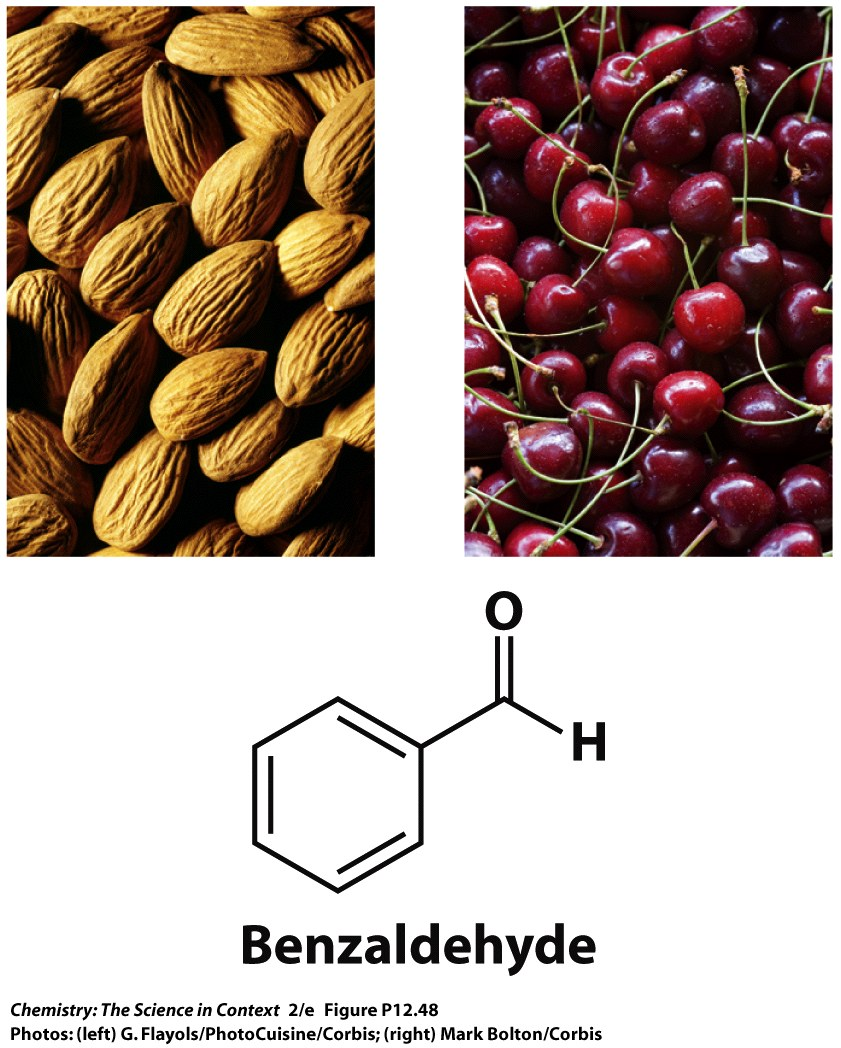 O
H
Benzaldehyde
Chemistry: The Science in Context 2/e Figure P12.48
Photos: (left) G. Flayols/PhotoCuisine/Corbis; (right) Mark Bolton/Corbis